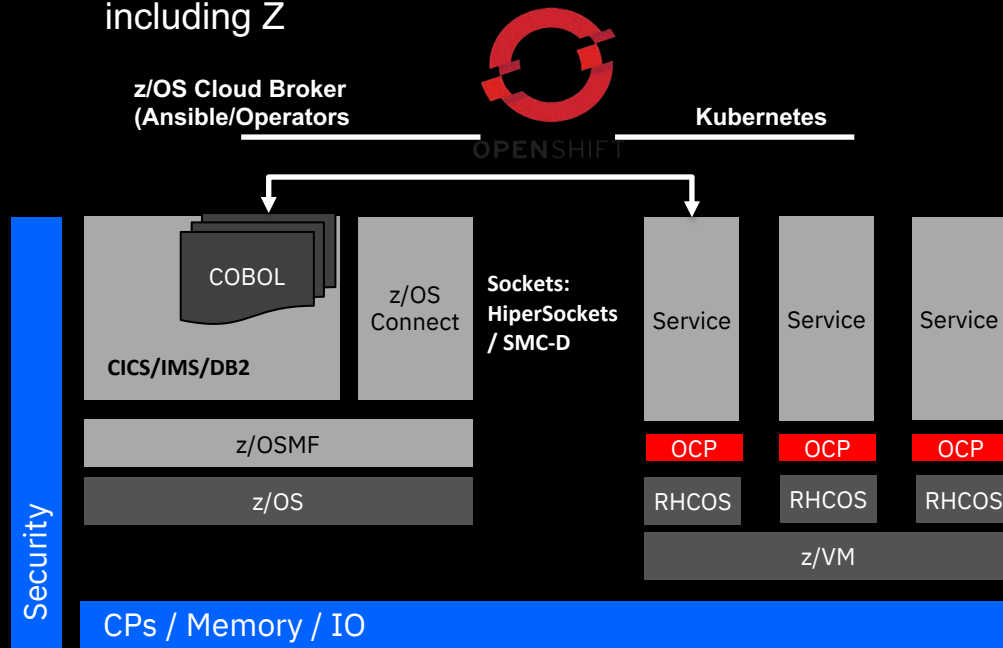 including Z
z/OS Cloud Broker
(Ansible/Operators
Kubernetes
OPENSHIFT
COBOL
CICS/IMS/DB2
z/OS
Connect
Sockets:
HiperSockets
/ SMC-D
Service
Service
Service
z/OSMF
z/OS
OCP
OCP
OCP
RHCOS
RHCOS
RHCOS
z/VM
Security
CPs / Memory / IO